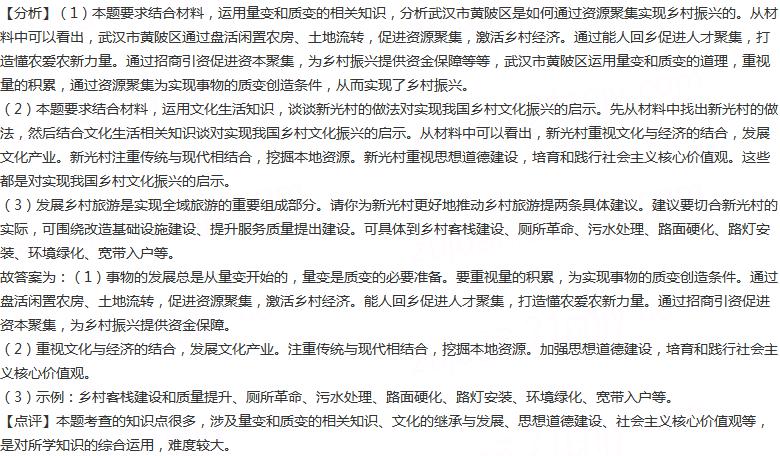 【分析】（1）本题要求结合材料，运用量变和质变的相关知识，分析武汉市黄陂区是如何通过资源聚集实现乡村振兴的。从材
料中可以看出，武汉市黄陂区通过盘活闲置农房、土地流转，促进资源聚集，激活乡村经济。通过能人回乡促进人才聚集，打
造懂农爱农新力量。通过招商引资促进资本聚集，为乡村振兴提供资金保障等等，武汉市黄陂区运用量变和质变的道理，重视
量的积累，通过资源聚集为实现事物的质变创造条件，从而实现了乡村振兴。
（2）本题要求结合材料，运用文化生活知识，谈谈新光村的做法对实现我国乡村文化振兴的启示。先从材料中找出新光村的做
法，然后结合文化生活相关知识谈对实现我国乡村文化振兴的启示。从材料中可以看出，新光村重视文化与经济的结合，发展
文化产业。新光村注重传统与现代相结合，挖掘本地资源。新光村重视思想道德建设，培育和践行社会主义核心价值观。这些
都是对实现我国乡村文化振兴的启示。
（3）发展乡村旅游是实现全域旅游的重要组成部分。请你为新光村更好地推动乡村旅游提两条具体建议。建议要切合新光村的
实际，可围绕改造基础设施建设、提升服务质量提出建设。可具体到乡村客栈建设、厕所革命、污水处理、路面硬化、路灯安
装、环境绿化、宽带入户等。
故答案为：（1）事物的发展总是从量变开始的，量变是质变的必要准备。要重视量的积累，为实现事物的质变创造条件。通过
盘活闲置农房、土地流转，促进资源聚集，激活乡村经济。能人回乡促进人才聚集，打造懂农爱农新力量。通过招商引资促进
资本聚集，为乡村振兴提供资金保障。
（2）重视文化与经济的结合，发展文化产业。注重传统与现代相结合，挖掘本地资源。加强思想道德建设，培育和践行社会主
义核心价值观。
（3）示例：乡村客栈建设和质量提升、厕所革命、污水处理、路面硬化、路灯安装、环境绿化、宽带入户等。
【点评】本题考查的知识点很多，涉及量变和质变的相关知识、文化的继承与发展、思想道德建设、社会主义核心价值观等，
是对所学知识的综合运用，难度较大。